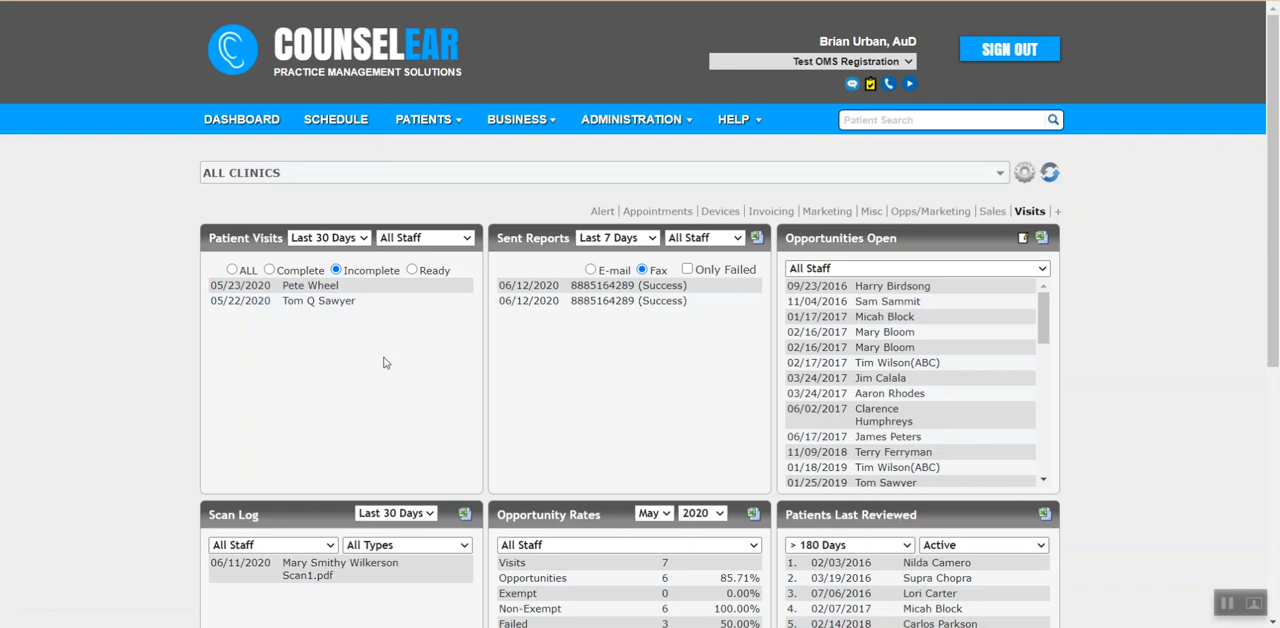 COUNSELEAR
PRACTICE MANAGEMENT SOLUTIONS
Brian Urban, AuD
Test OMS Registration
SIGN OUT
DASHBOARD SCHEDULE PATIENTS BUSINESS ADMINISTRATION HELP Patient Search
ALL CLINICS
Alert | Appointments | Devices | Invoicing | Marketing | Misc | Opps/Marketing | Sales | Visits | +
Patient Visits Last 30 Days All Staff
ALL Complete Incomplete Ready
05/23/2020 Pete Wheel
05/22/2020 Tom Q Sawyer
Sent Reports Last 7 Days All Staff
E-mail Fax Only Failed
06/12/2020 8885164289 (Success)
06/12/2020 8885164289 (Success)
Opportunities Open
All Staff
09/23/2016 Harry Birdsong
11/04/2016 Sam Sammit
01/17/2017 Micah Block
02/16/2017 Mary Bloom
02/16/2017 Mary Bloom
02/17/2017 Tim Wilson(ABC)
03/24/2017 Jim Calala
03/24/2017 Aaron Rhodes
06/02/2017 Clarence
Humphreys
06/17/2017 James Peters
11/09/2018 Terry Ferryman
01/18/2019 Tim Wilson(ABC)
01/25/2019 Tom Sawyer
Scan Log Last 30 Days
All Staff All Types
06/11/2020 Mary Smithy Wilkerson
Scan1.pdf
Opportunity Rates May 2020
All Staff
Visits 7
Opportunities 6 85.71%
Exempt 0 0.00%
Non-Exempt 6 100.00%
Failed 3 50.00%
Patients Last Reviewed
> 180 Days Active
1. 02/03/2016 Nilda Camero
2. 03/19/2016 Supra Chopra
3. 07/06/2016 Lori Carter
4. 02/07/2017 Micah Block
5. 02/14/2018 Carlos Parkson